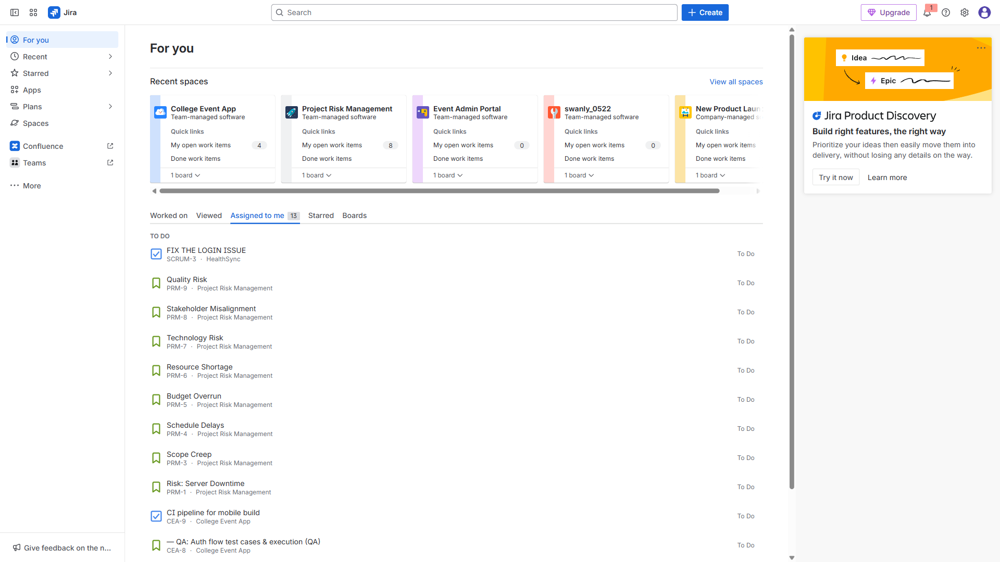 Jira
Search
Create
Upgrade
1
For you
Recent
Starred
Apps
Plans
Spaces
Confluence
Teams
More
Give feedback on the n...
For you
Recent spaces
View all spaces
College Event App
Team-managed software
Quick links
My open work items 4
Done work items
1 board
Project Risk Management
Team-managed software
Quick links
My open work items 8
Done work items
1 board
Event Admin Portal
Team-managed software
Quick links
My open work items 0
Done work items
1 board
swanly_0522
Team-managed software
Quick links
My open work items 0
Done work items
1 board
New Product Laun
Company-managed s
Quick links
My open work items
Done work items
1 board
Worked on Viewed Assigned to me 13 Starred Boards
TO DO
FIX THE LOGIN ISSUE
SCRUM-3 · HealthSync
To Do
Quality Risk
PRM-9 · Project Risk Management
To Do
Stakeholder Misalignment
PRM-8 · Project Risk Management
To Do
Technology Risk
PRM-7 · Project Risk Management
To Do
Resource Shortage
PRM-6 · Project Risk Management
To Do
Budget Overrun
PRM-5 · Project Risk Management
To Do
Schedule Delays
PRM-4 · Project Risk Management
To Do
Scope Creep
PRM-3 · Project Risk Management
To Do
Risk: Server Downtime
PRM-1 · Project Risk Management
To Do
CI pipeline for mobile build
CEA-9 · College Event App
To Do
— QA: Auth flow test cases & execution (QA)
CEA-8 · College Event App
To Do
Idea
Epic
Jira Product Discovery
Build right features, the right way
Prioritize your ideas then easily move them into
delivery, without losing any details on the way.
Try it now
Learn more